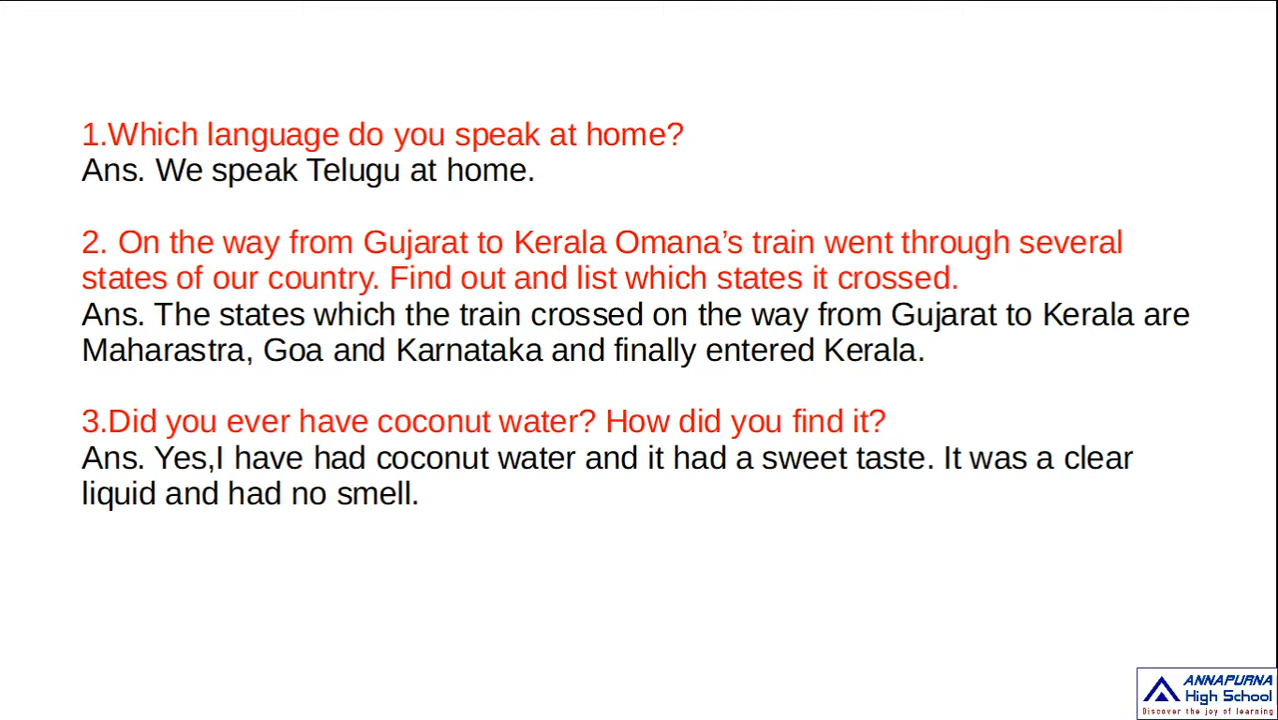 1.Which language do you speak at home?
Ans. We speak Telugu at home.
2. On the way from Gujarat to Kerala Omana’s train went through several
states of our country. Find out and list which states it crossed.
Ans. The states which the train crossed on the way from Gujarat to Kerala are
Maharastra, Goa and Karnataka and finally entered Kerala.
3.Did you ever have coconut water? How did you find it?
Ans. Yes,I have had coconut water and it had a sweet taste. It was a clear
liquid and had no smell.
ANNAPURNA
High School
Discover the joy of learning